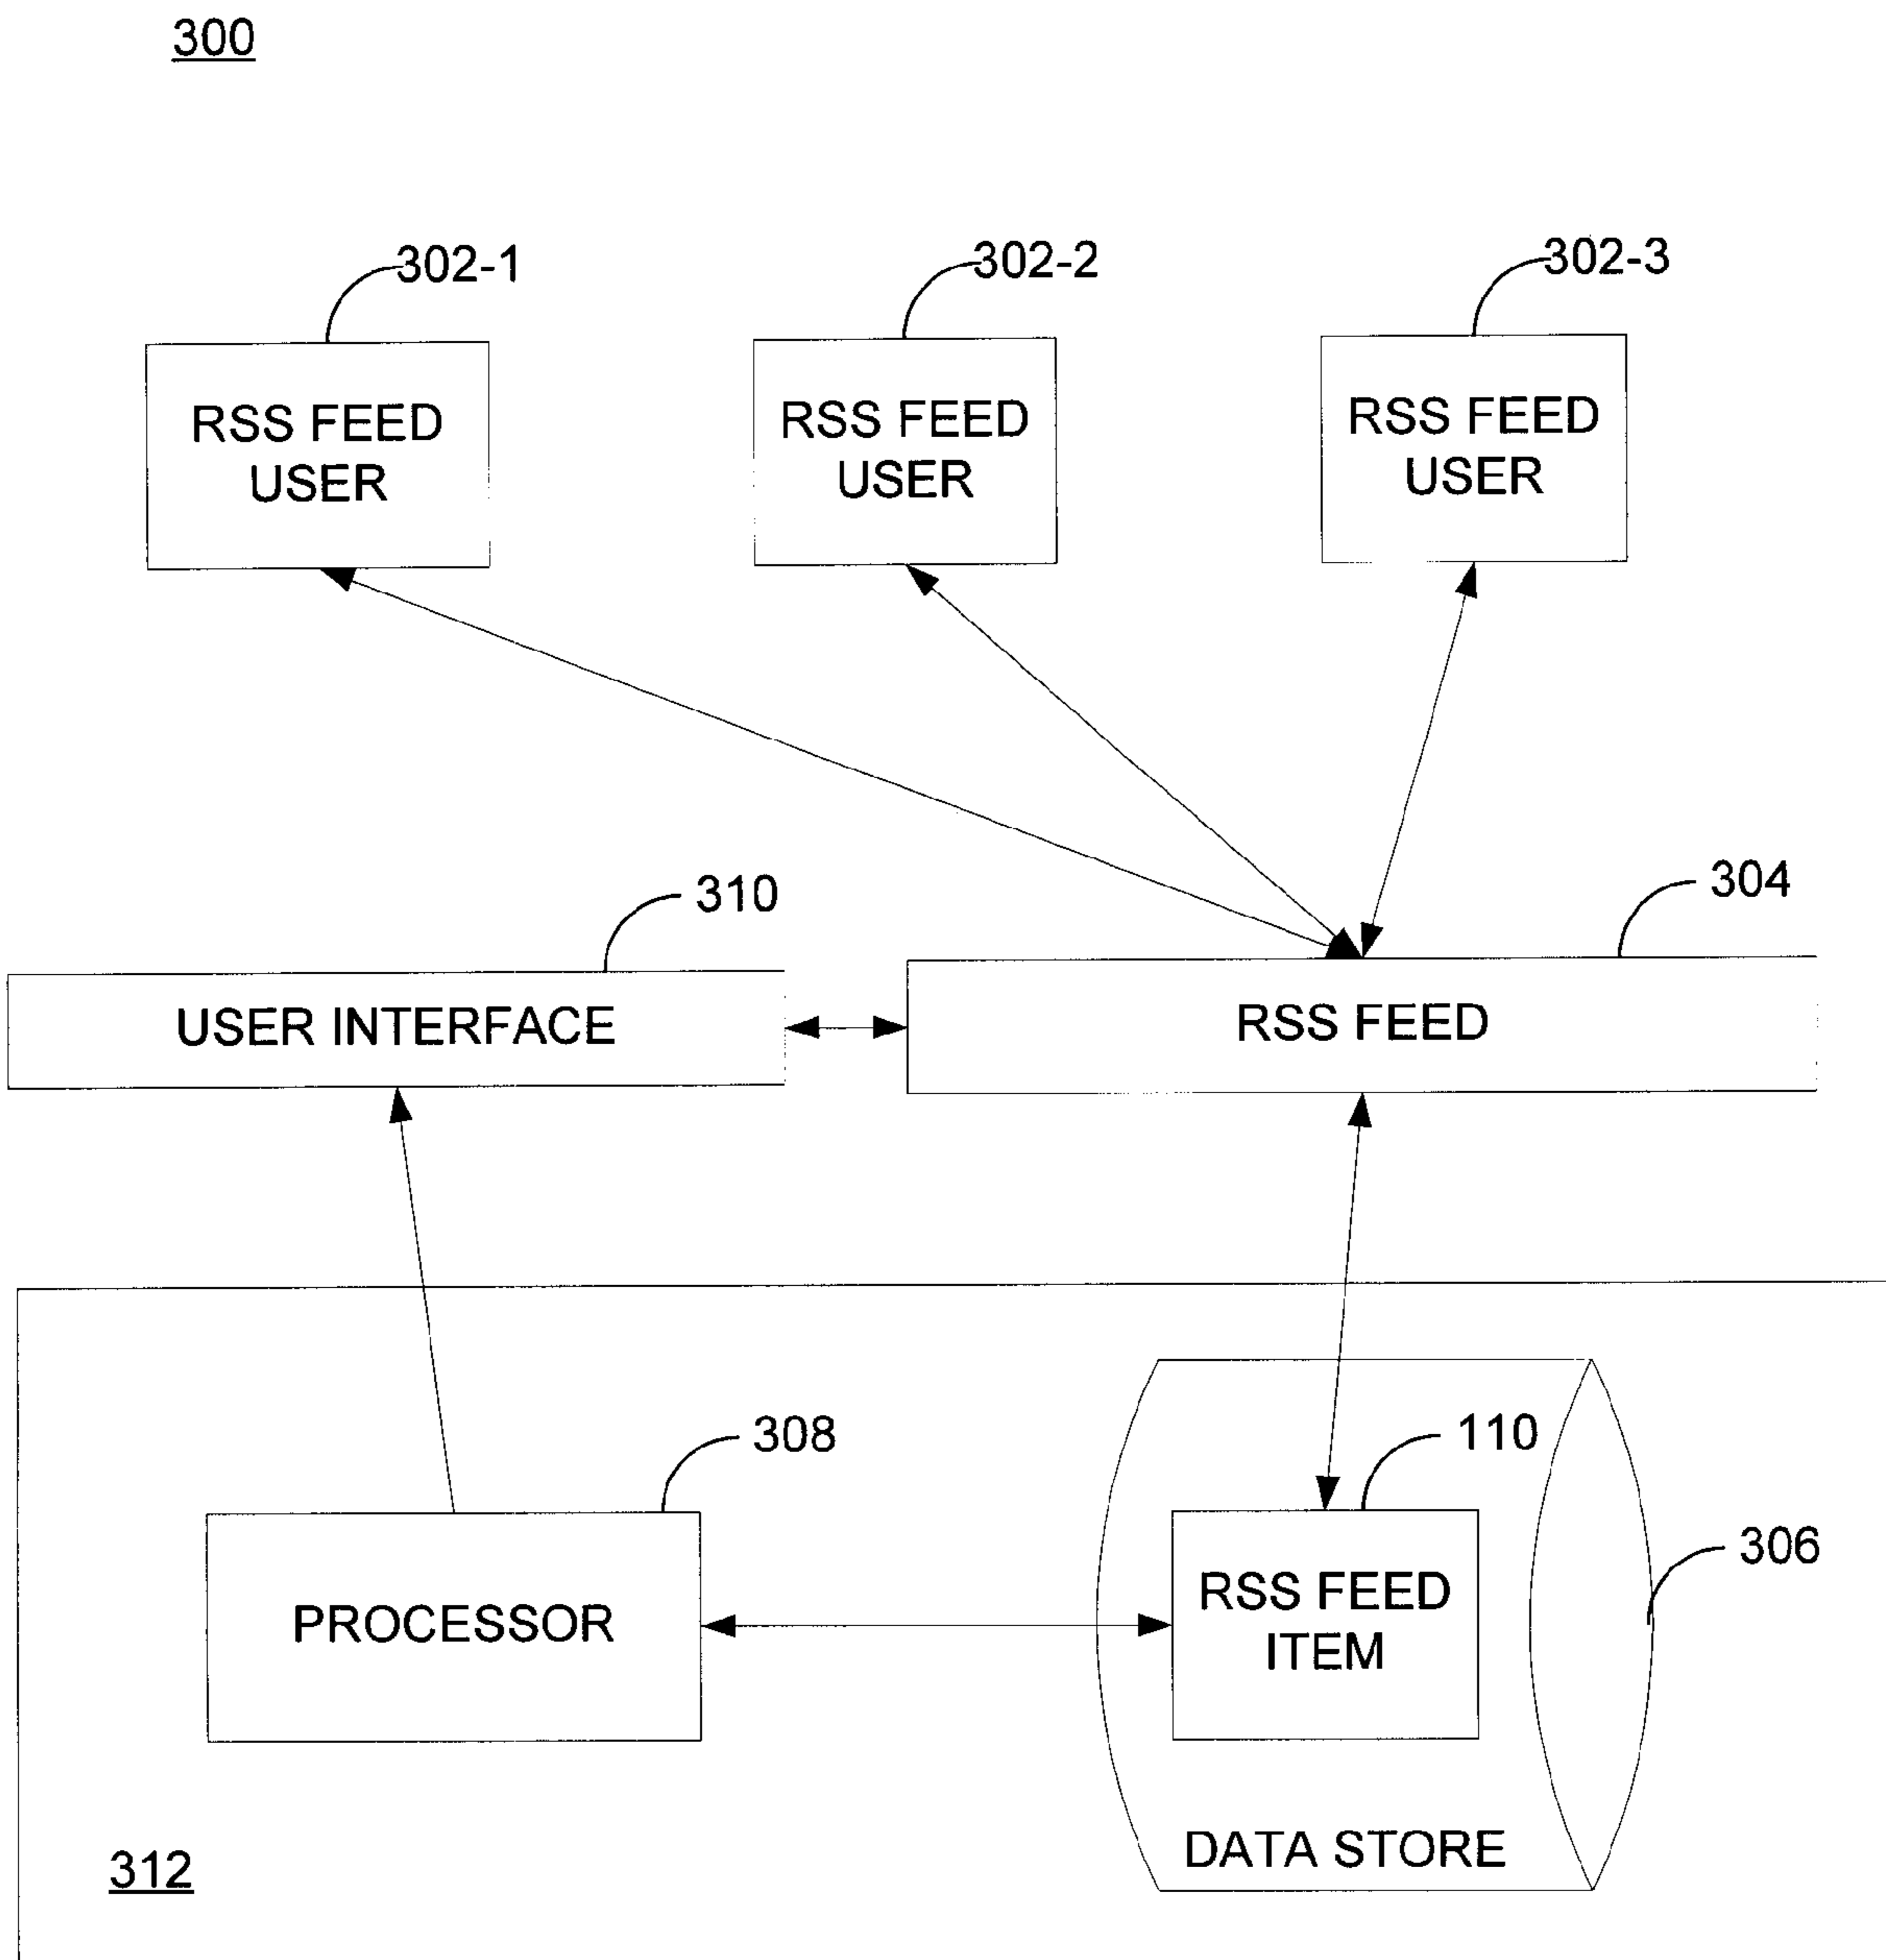 300
302-1
302-2
302-3
RSS FEED
USER
RSS FEED
USER
RSS FEED
USER
310
304
USER INTERFACE
RSS FEED
308
110
306
PROCESSOR
RSS FEED
ITEM
DATA STORE
312